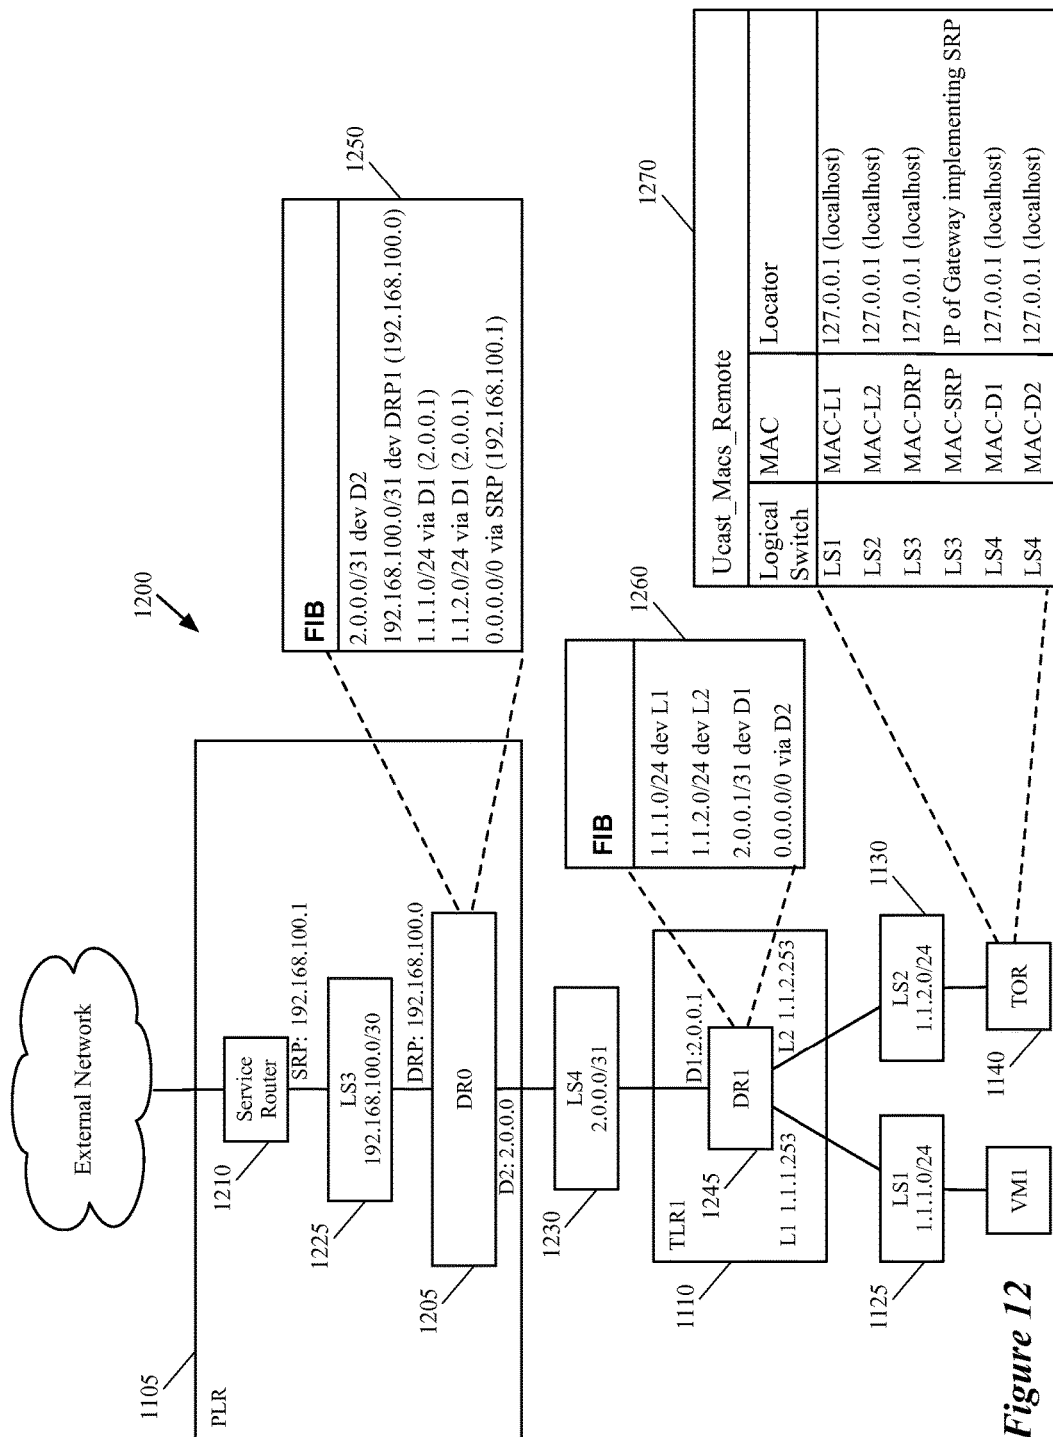 1200
External Network
1105
PLR
Service
Router
1210
SRP: 192.168.100.1
LS3
192.168.100.0/30
1225
DRP: 192.168.100.0
DR0
1205
D2: 2.0.0.0
FIB
2.0.0.0/31 dev D2
192.168.100.0/31 dev DRP1 (192.168.100.0)
1.1.1.0/24 via D1 (2.0.0.1)
1.1.2.0/24 via D1 (2.0.0.1)
0.0.0.0/0 via SRP (192.168.100.1)
1250
LS4
2.0.0.0/31
1230
TLR1
D1:2.0.0.1
DR1
1245
L1 1.1.1.253
L2 1.1.2.253
1110
FIB
1.1.1.0/24 dev L1
1.1.2.0/24 dev L2
2.0.0.1/31 dev D1
0.0.0.0/0 via D2
1260
LS1
1.1.1.0/24
1125
LS2
1.1.2.0/24
1130
VM1
TOR
1140
1270
Ucast_Macs_Remote
Logical Switch MAC Locator
LS1 MAC-L1 127.0.0.1 (localhost)
LS2 MAC-L2 127.0.0.1 (localhost)
LS3 MAC-DRP 127.0.0.1 (localhost)
LS3 MAC-SRP IP of Gateway implementing SRP
LS4 MAC-D1 127.0.0.1 (localhost)
LS4 MAC-D2 127.0.0.1 (localhost)
Figure 12